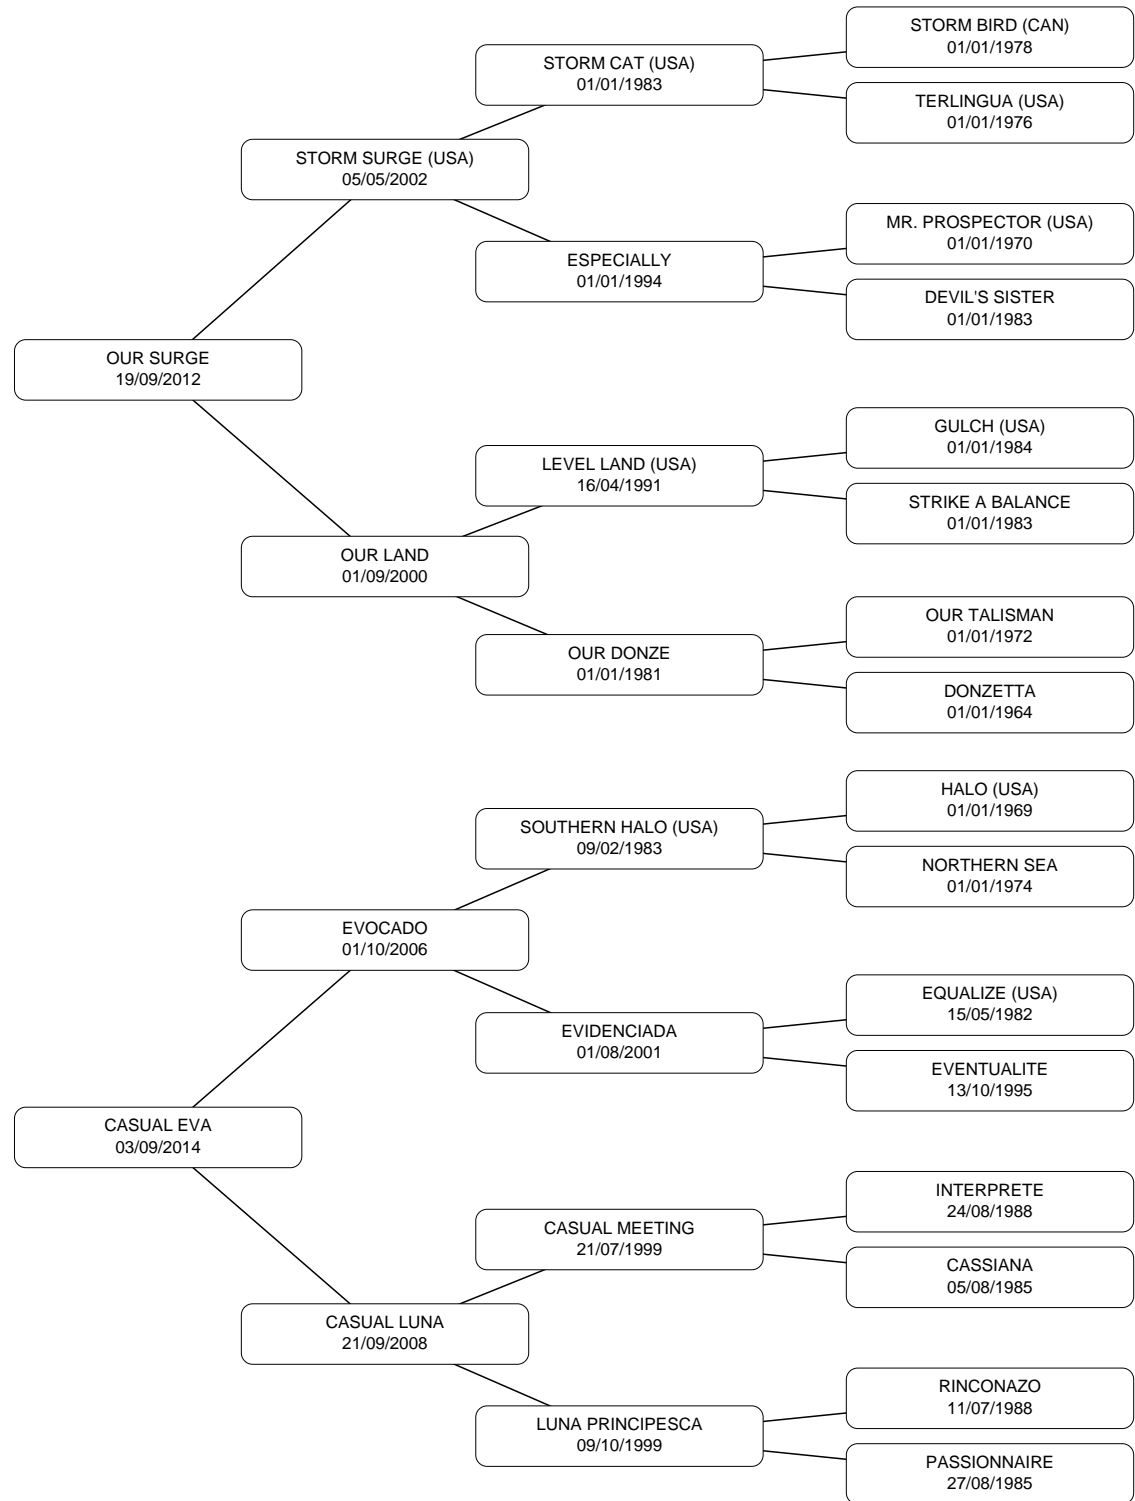 STORM BIRD (CAN)
01/01/1978
STORM CAT (USA)
01/01/1983
TERLINGUA (USA)
01/01/1976
STORM SURGE (USA)
05/05/2002
MR. PROSPECTOR (USA)
01/01/1970
ESPECIALLY
01/01/1994
DEVIL'S SISTER
01/01/1983
OUR SURGE
19/09/2012
GULCH (USA)
01/01/1984
LEVEL LAND (USA)
16/04/1991
STRIKE A BALANCE
01/01/1983
OUR LAND
01/09/2000
OUR TALISMAN
01/01/1972
OUR DONZE
01/01/1981
DONZETTA
01/01/1964
HALO (USA)
01/01/1969
SOUTHERN HALO (USA)
09/02/1983
NORTHERN SEA
01/01/1974
EVOCADO
01/10/2006
EQUALIZE (USA)
15/05/1982
EVIDENCIADA
01/08/2001
EVENTUALITE
13/10/1995
CASUAL EVA
03/09/2014
INTERPRETE
24/08/1988
CASUAL MEETING
21/07/1999
CASSIANA
05/08/1985
CASUAL LUNA
21/09/2008
RINCONAZO
11/07/1988
LUNA PRINCIPESCA
09/10/1999
PASSIONNAIRE
27/08/1985